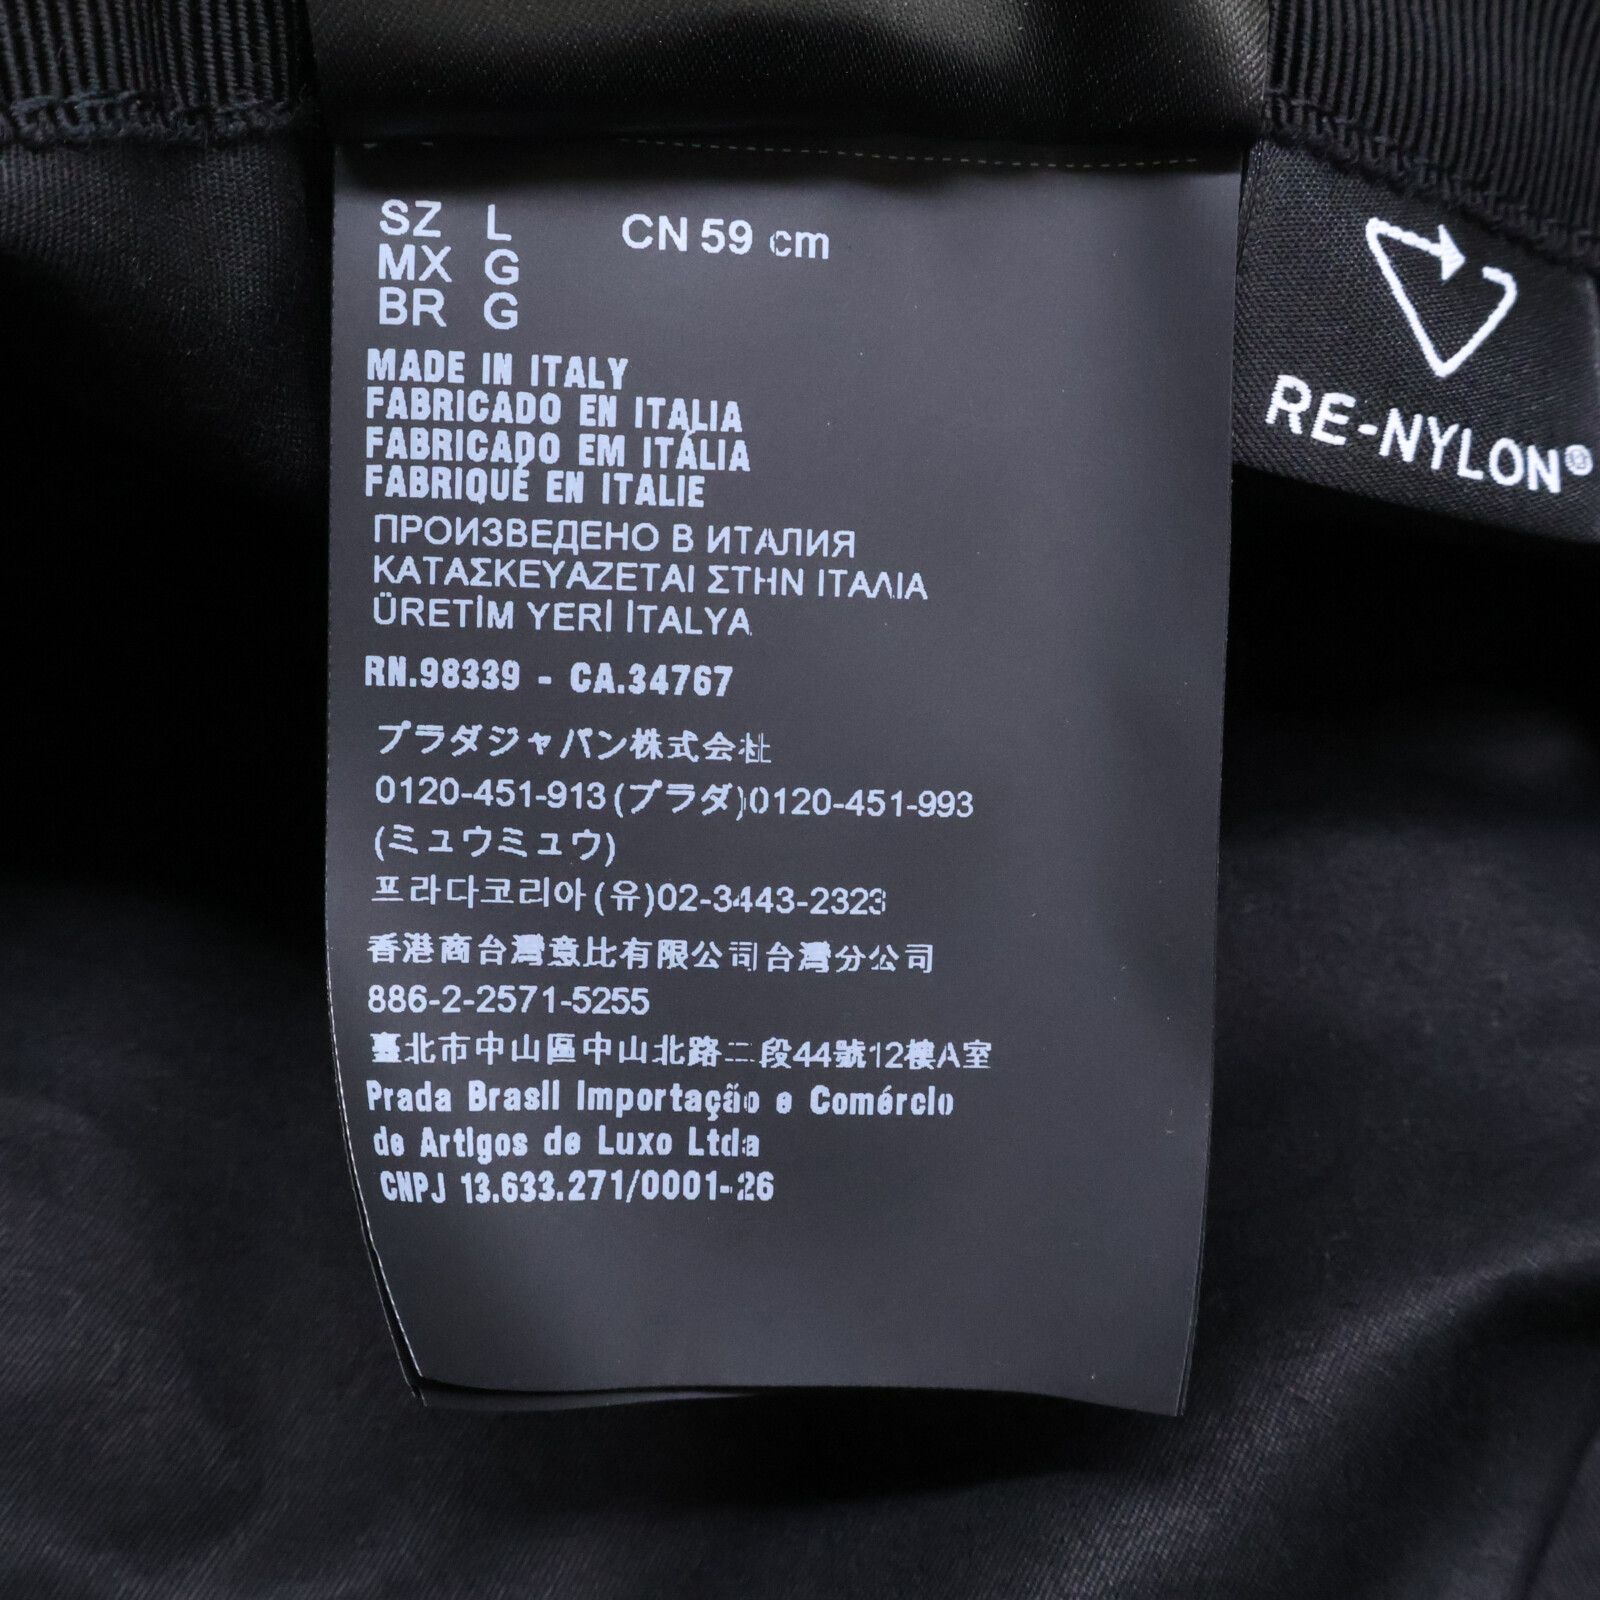 SZ L CN 59 cm
MX G
BR G
MADE IN ITALY
FABRICADO EN ITALIA
FABRICADO EM ITÁLIA
FABRIQUÉ EN ITALIE
ПРОИЗВЕДЕНО В ИТАЛИЯ
ΚΑΤΑΣΚΕΥΑΖΕΤΑΙ ΣΤΗΝ ΙΤΑΛΙΑ
ÜRETİM YERİ İTALYA
RN.98339 - CA.34767
プラダジャパン株式会社
0120-451-913(プラダ)0120-451-993
(ミュウミュウ)
프라다코리아(유)02-3443-2323
香港商台灣意比有限公司台灣分公司
886-2-2571-5255
臺北市中山區中山北路二段44號12樓A室
Prada Brasil Importação e Comércio
de Artigos de Luxo Ltda
CNPJ 13.633.271/0001-26
RE-NYLON®